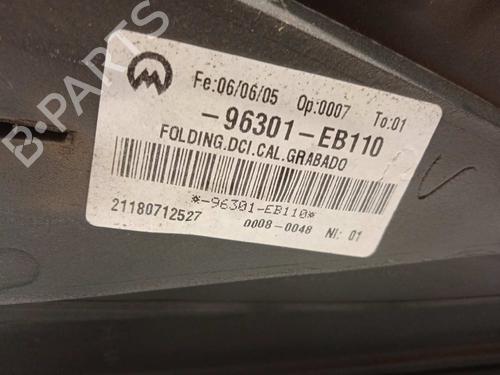 Fe:06/06/05 Op:0007 To:01
-96301-EB110
FOLDING.DCI.CAL.GRABADO
*-96301-EB110*
21180712527 0008-0048 NI: 01
B-PARTS